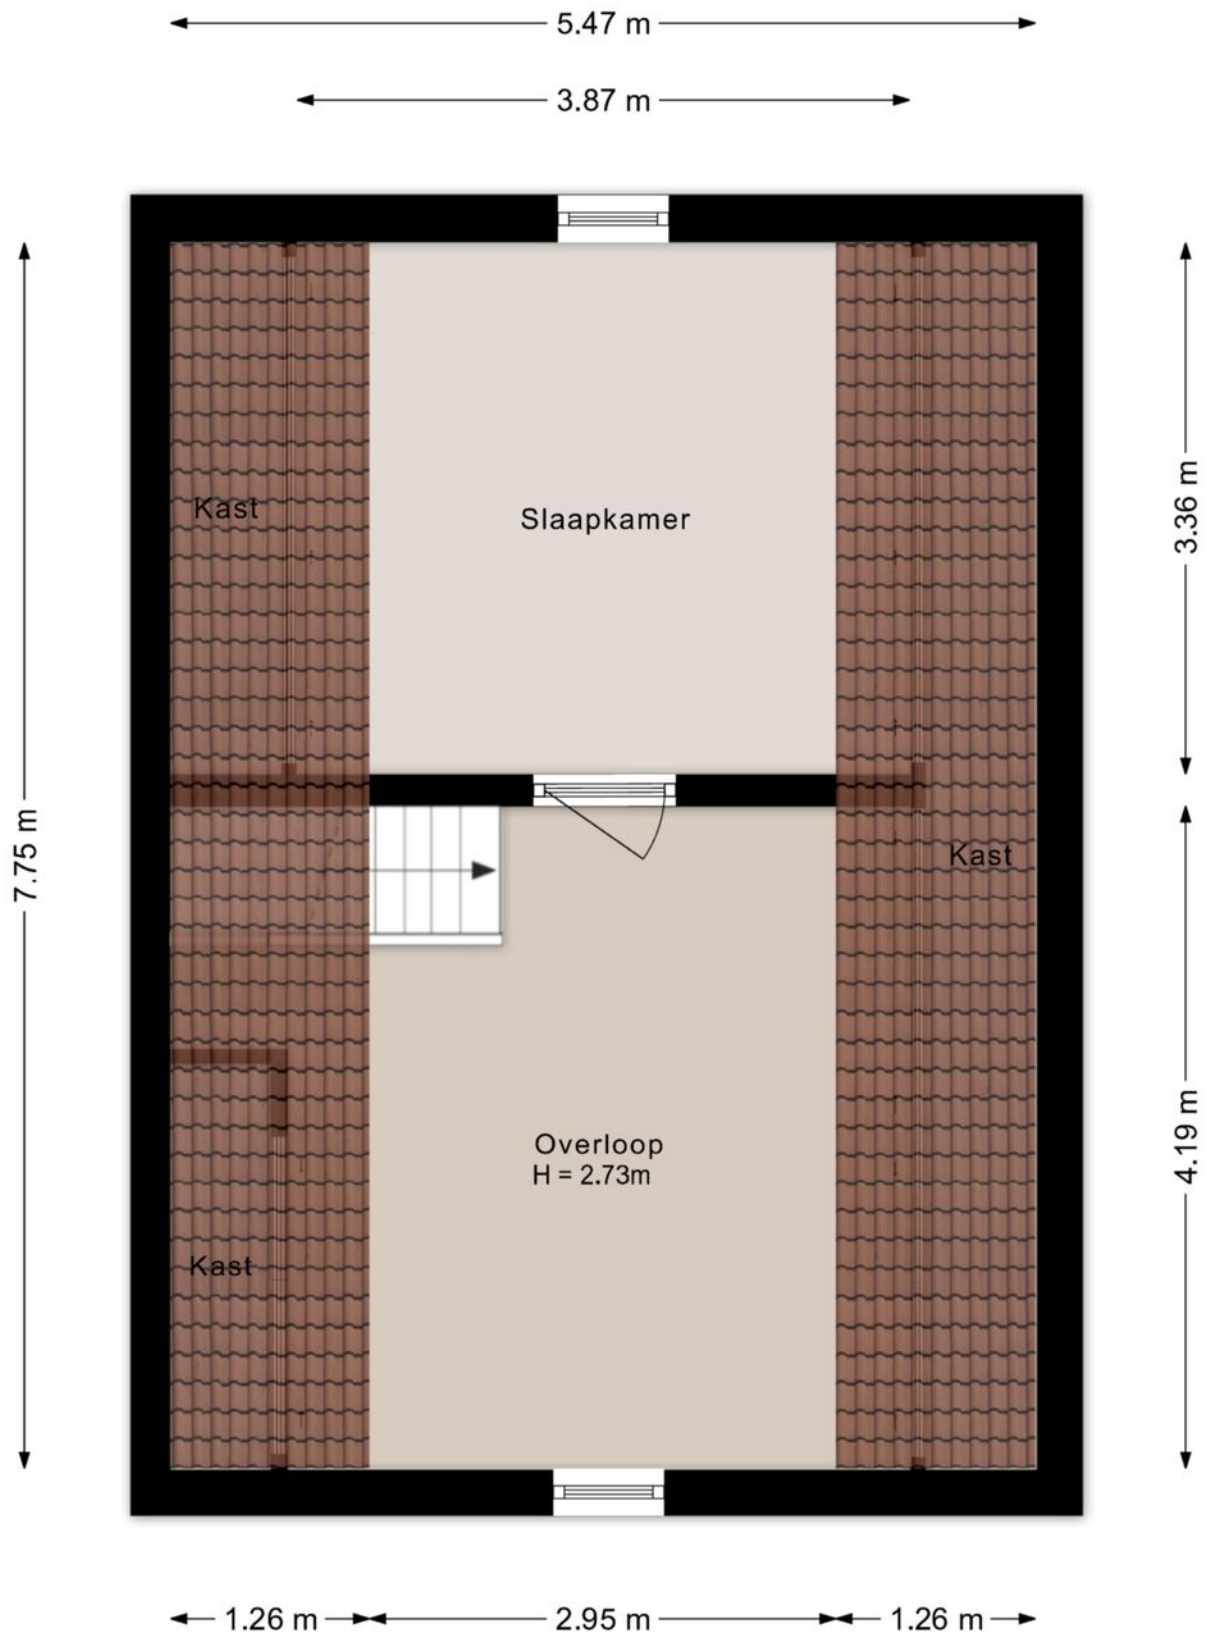 5.47 m
3.87 m
3.36 m
Kast
Slaapkamer
7.75 m
Kast
4.19 m
Overloop
H = 2.73m
Kast
1.26 m
2.95 m
1.26 m